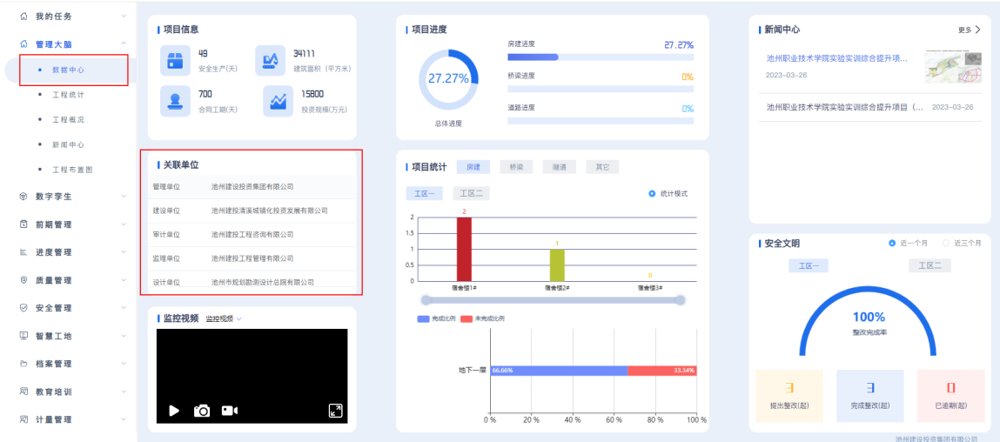 我的任务
管理大脑
数据中心
工程统计
工程概况
新闻中心
工程布置图
数字孪生
前期管理
进度管理
质量管理
安全管理
智慧工地
档案管理
教育培训
计量管理
项目信息
49
安全生产(天)
34111
建筑面积（平方米）
700
合同工期(天)
15800
投资规模(万元)
关联单位
管理单位 池州建设投资集团有限公司
建设单位 池州建投清溪城镇化投资发展有限公司
审计单位 池州建投工程咨询有限公司
监理单位 池州建投工程管理有限公司
设计单位 池州市规划勘测设计总院有限公司
监控视频 监控视频
项目进度
27.27%
总体进度
房建进度 27.27%
桥梁进度 0%
道路进度 0%
项目统计 房建 桥梁 隧道 其它
工区一 工区二 统计模式
2
1.5
1
0.5
0
2
1
0
宿舍楼1# 宿舍楼2# 宿舍楼3#
完成比例 未完成比例
地下一层 66.66% 33.34%
0 % 20 % 40 % 60 % 80 % 100 %
新闻中心 更多
池州职业技术学院实验实训综合提升项...
2023-03-26
池州职业技术学院实验实训综合提升项目（... 2023-03-26
安全文明 近一个月 近三个月
工区一 工区二
100%
整改完成率
3
提出整改(起)
3
完成整改(起)
0
已逾期(起)
池州建设投资集团有限公司